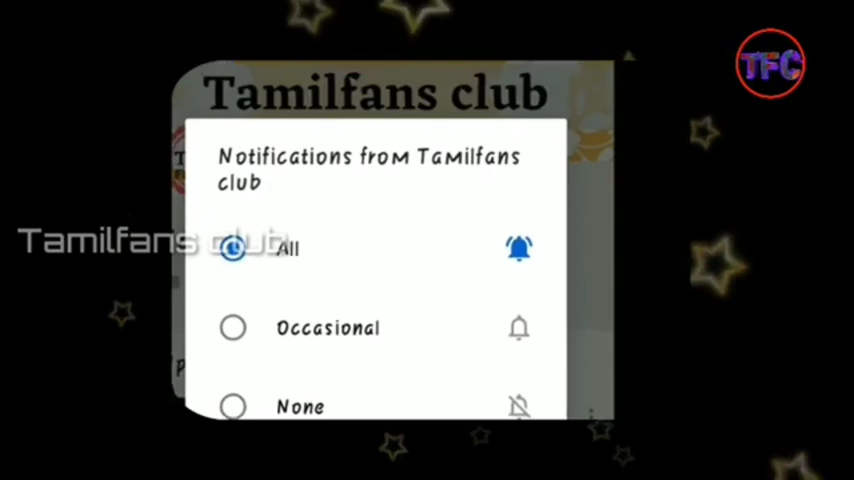 TFC
Tamilfans club
Notifications from Tamilfans
club
Tamilfans club
All
Occasional
None